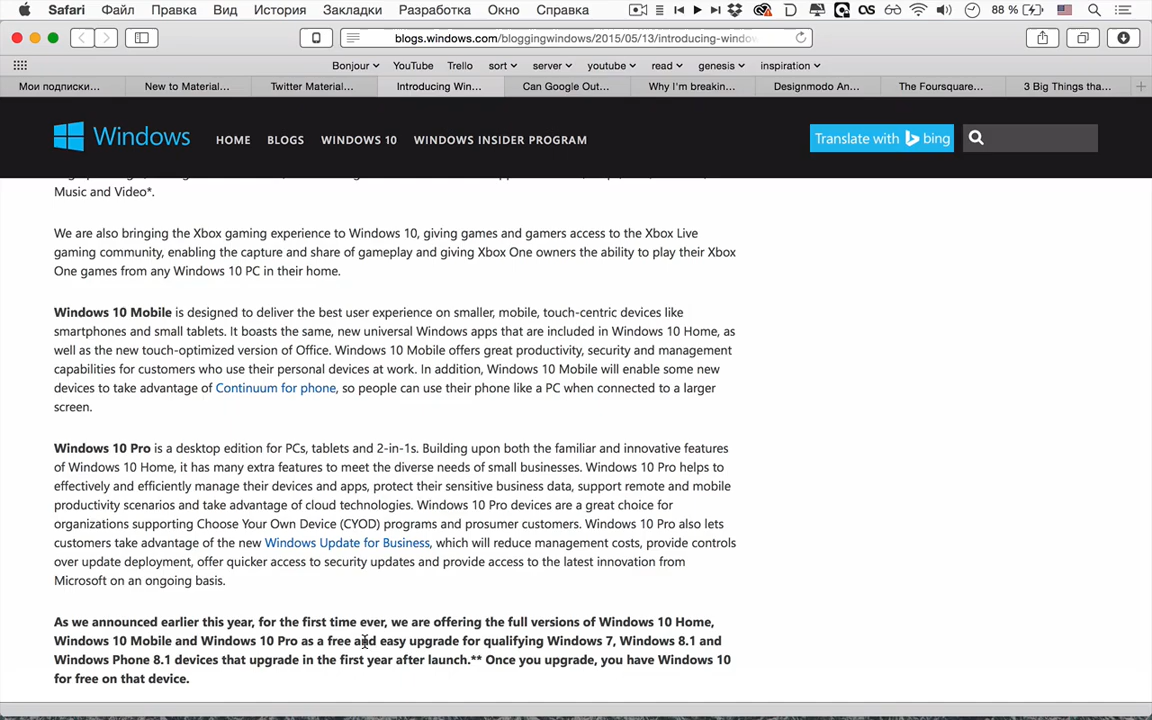 Safari Файл Правка Вид История Закладки Разработка Окно Справка 88 %
blogs.windows.com/bloggingwindows/2015/05/13/introducing-windo
Bonjour YouTube Trello sort server youtube read genesis inspiration
Мои подписки... New to Material... Twitter Material... Introducing Win... Can Google Out... Why I'm breakin... Designmodo An... The Foursquare... 3 Big Things tha...
Windows HOME BLOGS WINDOWS 10 WINDOWS INSIDER PROGRAM Translate with bing
Music and Video*.
We are also bringing the Xbox gaming experience to Windows 10, giving games and gamers access to the Xbox Live
gaming community, enabling the capture and share of gameplay and giving Xbox One owners the ability to play their Xbox
One games from any Windows 10 PC in their home.
Windows 10 Mobile is designed to deliver the best user experience on smaller, mobile, touch-centric devices like
smartphones and small tablets. It boasts the same, new universal Windows apps that are included in Windows 10 Home, as
well as the new touch-optimized version of Office. Windows 10 Mobile offers great productivity, security and management
capabilities for customers who use their personal devices at work. In addition, Windows 10 Mobile will enable some new
devices to take advantage of Continuum for phone, so people can use their phone like a PC when connected to a larger
screen.
Windows 10 Pro is a desktop edition for PCs, tablets and 2-in-1s. Building upon both the familiar and innovative features
of Windows 10 Home, it has many extra features to meet the diverse needs of small businesses. Windows 10 Pro helps to
effectively and efficiently manage their devices and apps, protect their sensitive business data, support remote and mobile
productivity scenarios and take advantage of cloud technologies. Windows 10 Pro devices are a great choice for
organizations supporting Choose Your Own Device (CYOD) programs and prosumer customers. Windows 10 Pro also lets
customers take advantage of the new Windows Update for Business, which will reduce management costs, provide controls
over update deployment, offer quicker access to security updates and provide access to the latest innovation from
Microsoft on an ongoing basis.
As we announced earlier this year, for the first time ever, we are offering the full versions of Windows 10 Home,
Windows 10 Mobile and Windows 10 Pro as a free and easy upgrade for qualifying Windows 7, Windows 8.1 and
Windows Phone 8.1 devices that upgrade in the first year after launch.** Once you upgrade, you have Windows 10
for free on that device.